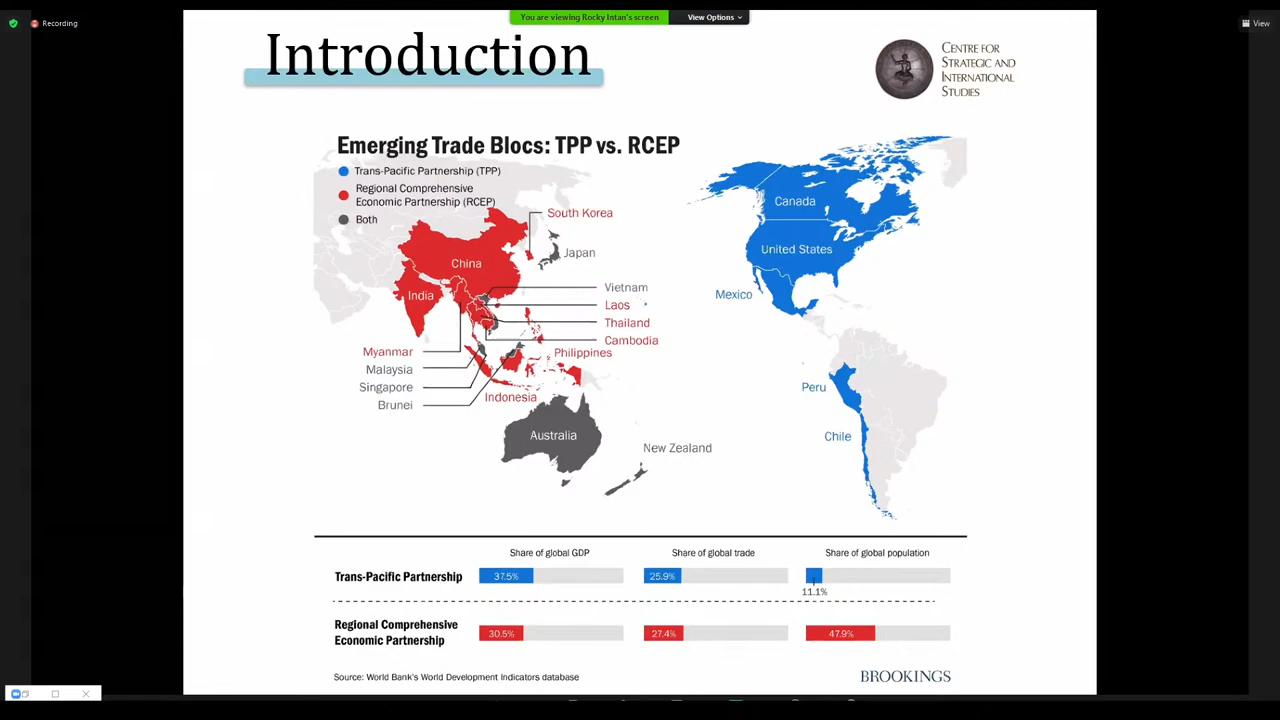 Recording
You are viewing Rocky Intan's screen
View Options
View
Introduction
CENTRE FOR
STRATEGIC AND
INTERNATIONAL
STUDIES
Emerging Trade Blocs: TPP vs. RCEP
Trans-Pacific Partnership (TPP)
Regional Comprehensive
Economic Partnership (RCEP)
Both
South Korea
Japan
China
India
Vietnam
Laos
Thailand
Cambodia
Philippines
Myanmar
Malaysia
Singapore
Brunei
Indonesia
Australia
New Zealand
Canada
United States
Mexico
Peru
Chile
Share of global GDP
Share of global trade
Share of global population
Trans-Pacific Partnership
37.5%
25.9%
11.1%
Regional Comprehensive
Economic Partnership
30.5%
27.4%
47.9%
Source: World Bank's World Development Indicators database
BROOKINGS